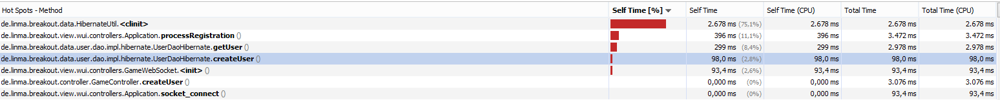 Hot Spots - Method Self Time [%] Self Time Self Time (CPU) Total Time Total Time (CPU)
de.linma.breakout.data.HibernateUtil.<clinit> 2.678 ms (75,1%) 2.678 ms 2.678 ms 2.678 ms
de.linma.breakout.view.wui.controllers.Application.processRegistration () 396 ms (11,1%) 396 ms 3.472 ms 3.472 ms
de.linma.breakout.data.user.dao.impl.hibernate.UserDaoHibernate.getUser () 299 ms (8,4%) 299 ms 2.978 ms 2.978 ms
de.linma.breakout.data.user.dao.impl.hibernate.UserDaoHibernate.createUser () 98,0 ms (2,8%) 98,0 ms 98,0 ms 98,0 ms
de.linma.breakout.view.wui.controllers.GameWebSocket.<init> () 93,4 ms (2,6%) 93,4 ms 93,4 ms 93,4 ms
de.linma.breakout.controller.GameController.createUser () 0,000 ms (0%) 0,000 ms 3.076 ms 3.076 ms
de.linma.breakout.view.wui.controllers.Application.socket_connect () 0,000 ms (0%) 0,000 ms 93,4 ms 93,4 ms